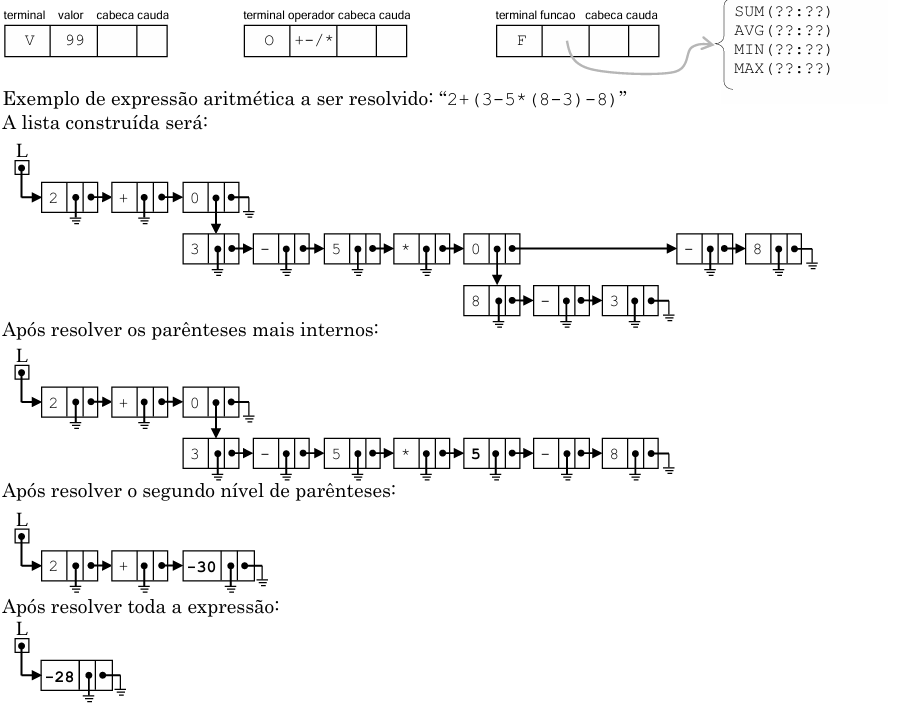 terminal valor cabeca cauda
terminal operador cabeca cauda
terminal funcao cabeca cauda
V 99
O +-/*
F
SUM(??:??)
AVG(??:??)
MIN(??:??)
MAX(??:??)
Exemplo de expressão aritmética a ser resolvido: “2+(3-5*(8-3)-8)”
A lista construída será:
L
2 + 0
3 - 5 * 0 - 8
8 - 3
Após resolver os parênteses mais internos:
L
2 + 0
3 - 5 * 5 - 8
Após resolver o segundo nível de parênteses:
L
2 + -30
Após resolver toda a expressão:
L
-28